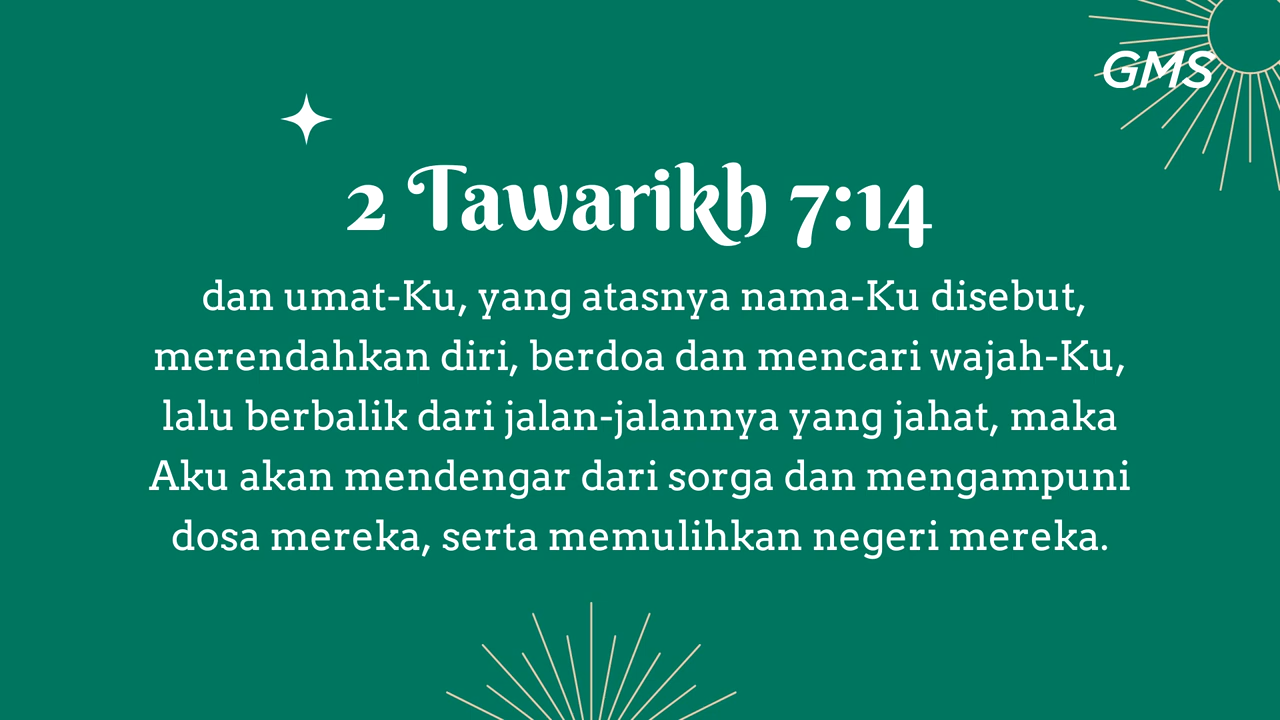 GMS
2 Tawarikh 7:14
dan umat-Ku, yang atasnya nama-Ku disebut,
merendahkan diri, berdoa dan mencari wajah-Ku,
lalu berbalik dari jalan-jalannya yang jahat, maka
Aku akan mendengar dari sorga dan mengampuni
dosa mereka, serta memulihkan negeri mereka.